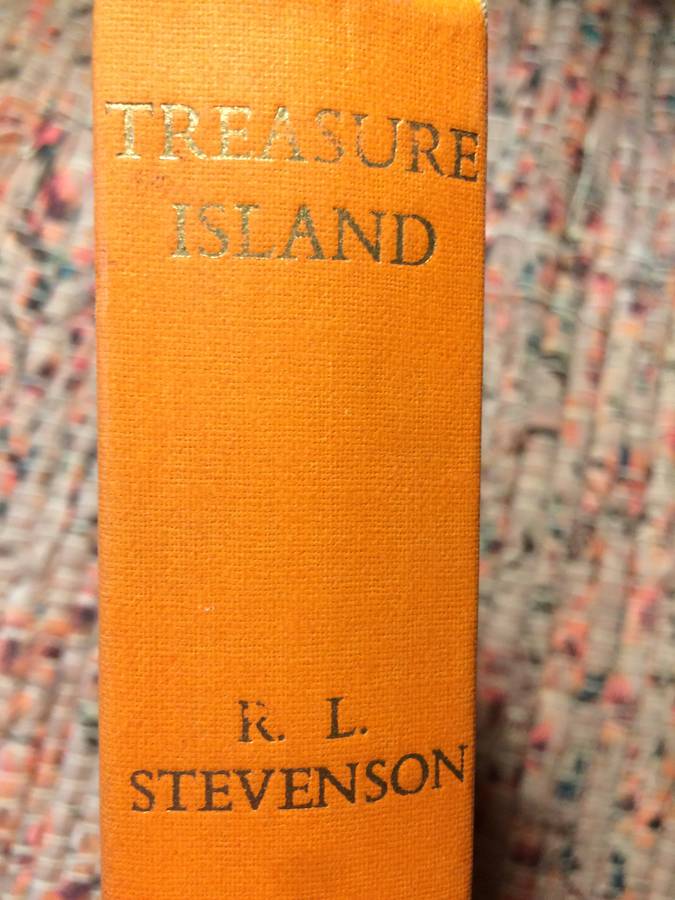 TREASURE
ISLAND
R. L.
STEVENSON